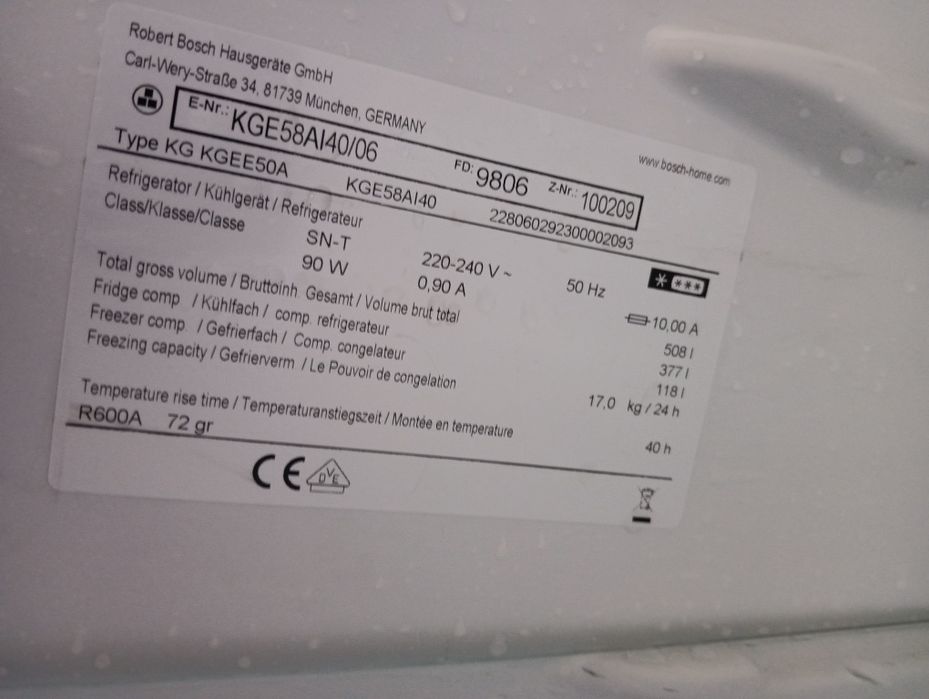 Robert Bosch Hausgeräte GmbH
Carl-Wery-Straße 34, 81739 München, GERMANY
www.bosch-home.com
E-Nr.: KGE58AI40/06 FD: 9806 Z-Nr.: 100209
Type KG KGEE50A KGE58AI40 228060292300002093
Refrigerator / Kühlgerät / Refrigerateur
Class/Klasse/Classe SN-T 220-240 V ~ 50 Hz
90 W 0,90 A 10,00 A
Total gross volume / Bruttoinh. Gesamt / Volume brut total 508 l
Fridge comp. / Kühlfach / comp. refrigerateur 377 l
Freezer comp. / Gefrierfach / Comp. congelateur 118 l
Freezing capacity / Gefrierverm / Le Pouvoir de congelation 17,0 kg / 24 h
Temperature rise time / Temperaturanstiegszeit / Montée en temperature 40 h
R600A 72 gr
CE DVE